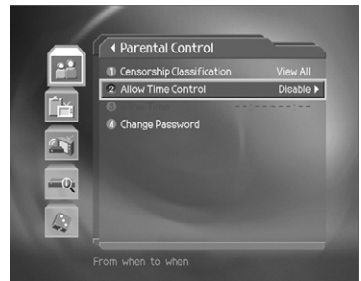 Parental Control
1 Censorship Classification View All
2 Allow Time Control Disable
3
4 Change Password
From when to when